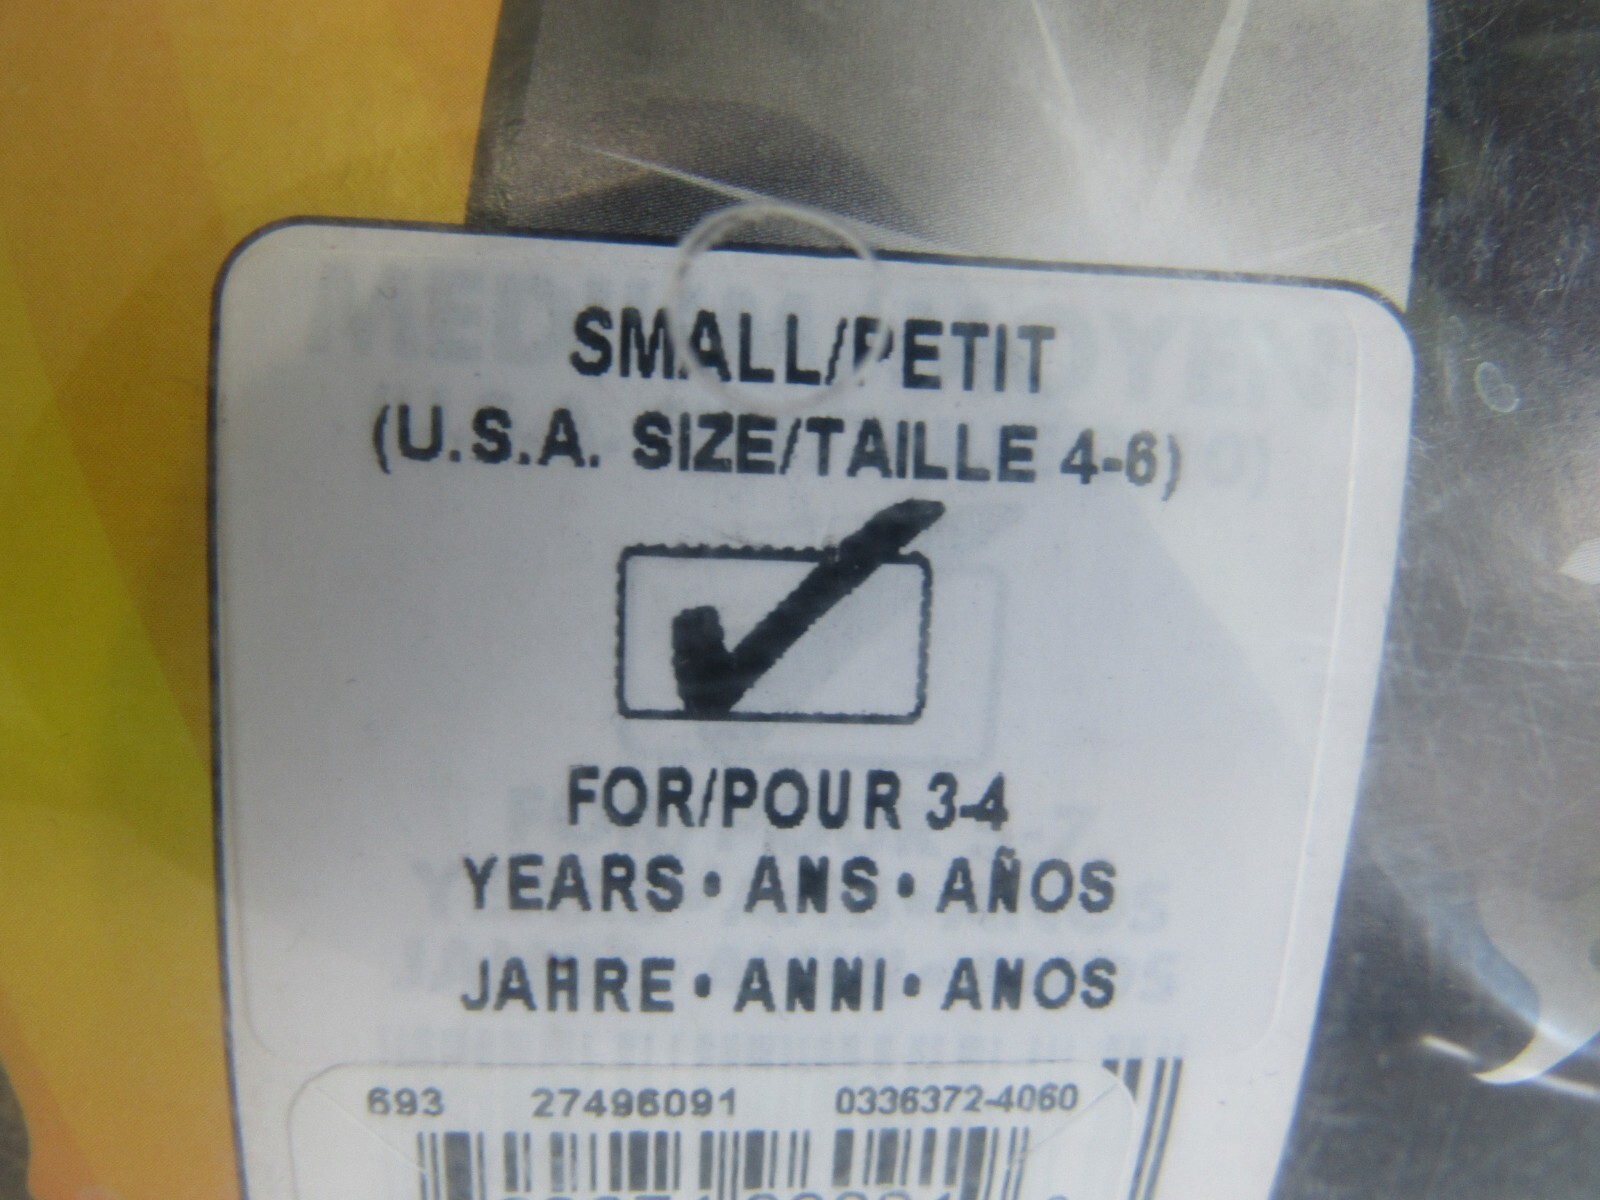 SMALL/PETIT
(U.S.A. SIZE/TAILLE 4-6)
FOR/POUR 3-4
YEARS • ANS • AÑOS
JAHRE • ANNI • ANOS
693 27496091 0336372-4060